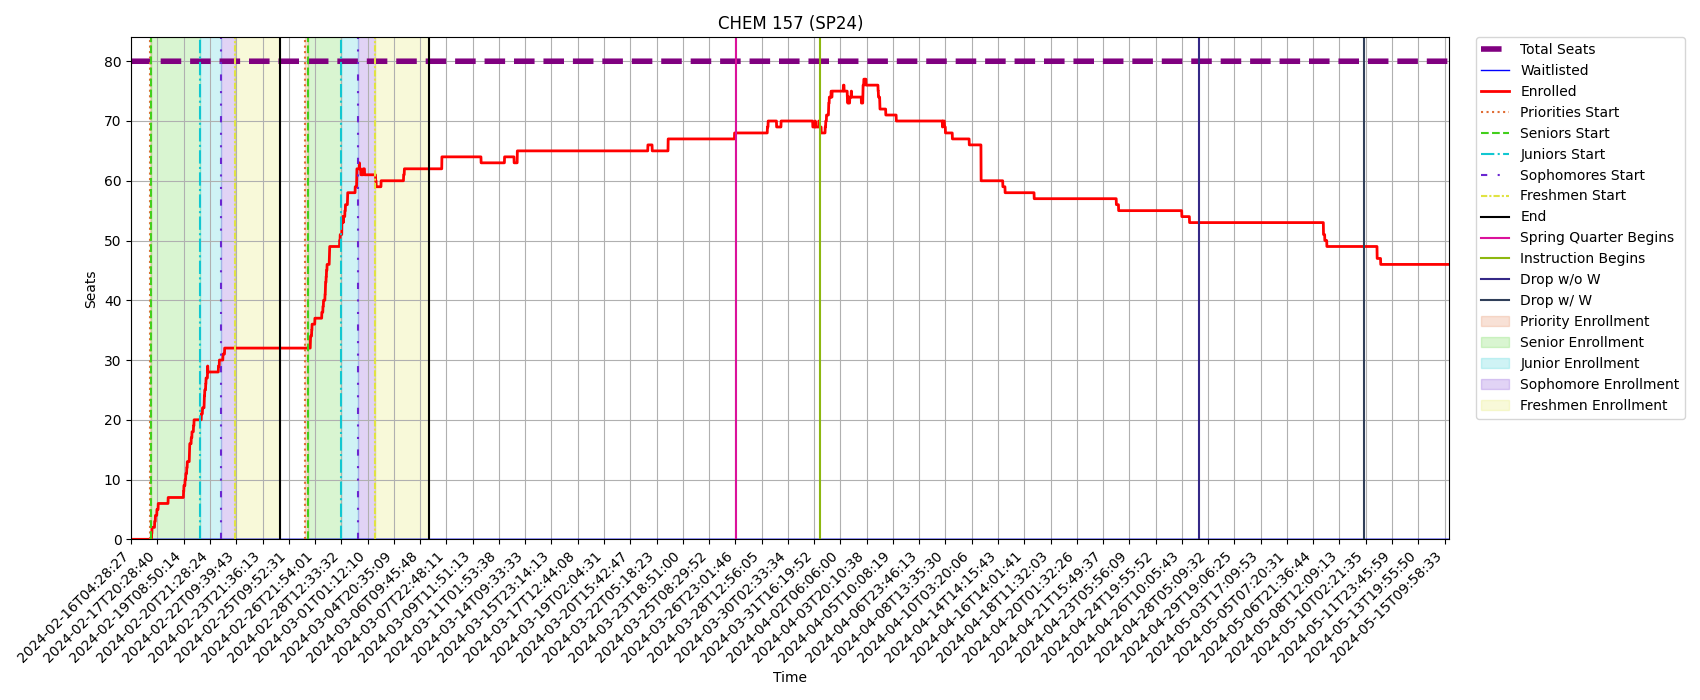 CHEM 157 (SP24)
Seats
80
70
60
50
40
30
20
10
0
2024-02-16T04:28:27
2024-02-17T20:28:40
2024-02-19T08:50:14
2024-02-20T21:28:24
2024-02-22T09:39:43
2024-02-23T21:36:13
2024-02-25T09:52:31
2024-02-26T21:54:01
2024-02-28T12:33:32
2024-03-01T01:12:10
2024-03-04T20:35:09
2024-03-06T09:45:48
2024-03-07T22:48:11
2024-03-09T11:51:13
2024-03-11T01:53:38
2024-03-14T09:33:33
2024-03-15T23:14:13
2024-03-17T12:44:08
2024-03-19T02:04:31
2024-03-20T15:42:47
2024-03-22T05:18:23
2024-03-23T18:51:00
2024-03-25T08:29:52
2024-03-26T23:01:46
2024-03-28T12:56:05
2024-03-30T02:33:34
2024-03-31T16:19:52
2024-04-02T06:06:00
2024-04-03T20:10:38
2024-04-05T10:08:19
2024-04-06T23:46:13
2024-04-08T13:35:30
2024-04-10T03:20:06
2024-04-14T14:15:43
2024-04-16T14:01:41
2024-04-18T11:32:03
2024-04-20T01:32:26
2024-04-21T15:49:37
2024-04-23T05:56:09
2024-04-24T19:55:52
2024-04-26T10:05:43
2024-04-28T05:09:32
2024-04-29T19:06:25
2024-05-03T17:09:53
2024-05-05T07:20:31
2024-05-06T21:36:44
2024-05-08T12:09:13
2024-05-10T02:21:35
2024-05-11T23:45:59
2024-05-13T19:55:50
2024-05-15T09:58:33
Time
Total Seats
Waitlisted
Enrolled
Priorities Start
Seniors Start
Juniors Start
Sophomores Start
Freshmen Start
End
Spring Quarter Begins
Instruction Begins
Drop w/o W
Drop w/ W
Priority Enrollment
Senior Enrollment
Junior Enrollment
Sophomore Enrollment
Freshmen Enrollment